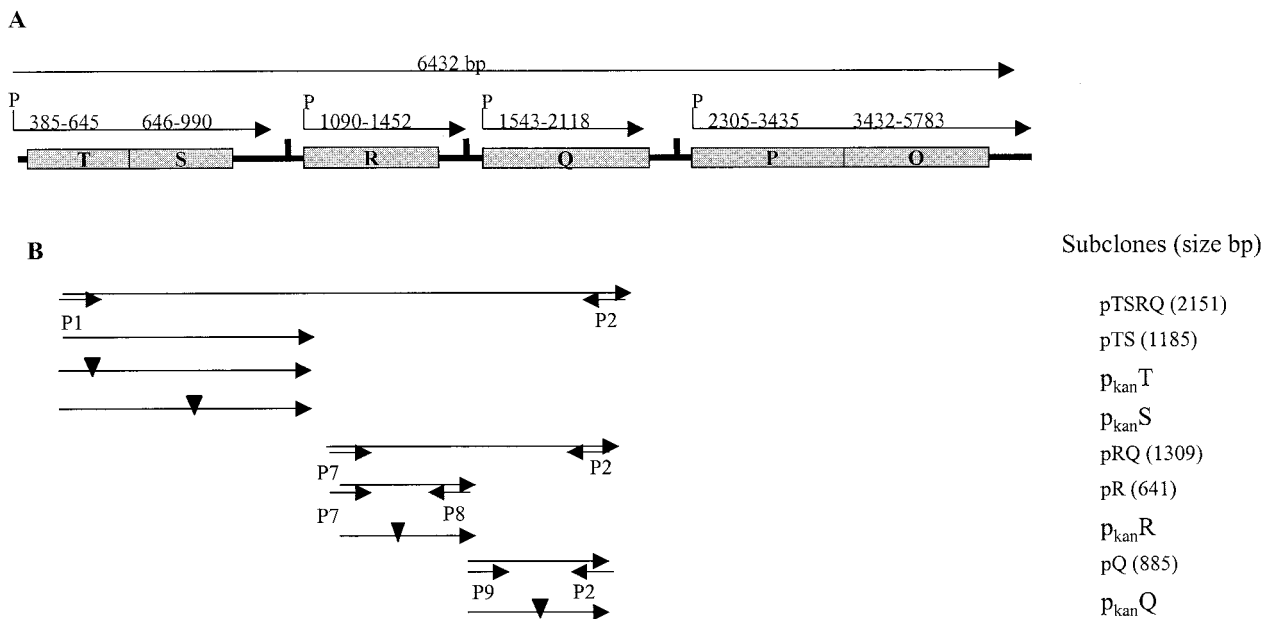 A
6432 bp
P P P P
385-645 646-990 1090-1452 1543-2118 2305-3435 3432-5783
T S R Q P O
B
Subclones (size bp)
P1 P2
pTSRQ (2151)
pTS (1185)
pkanT
pkanS
P7 P2
pRQ (1309)
P7 P8
pR (641)
pkanR
P9 P2
pQ (885)
pkanQ